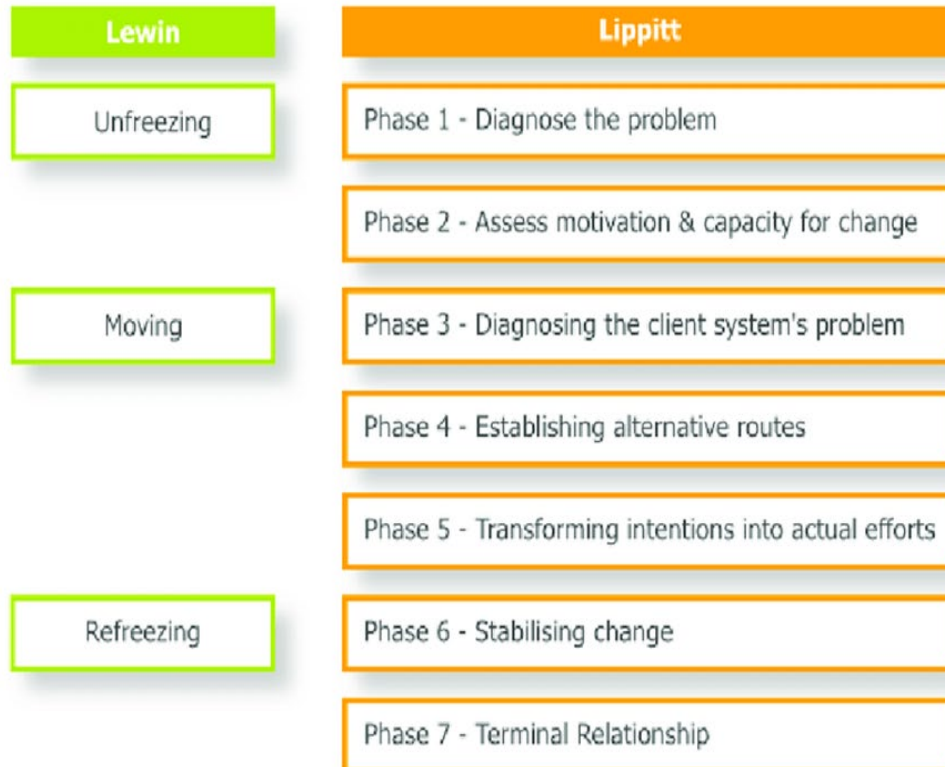 Lewin
Lippitt
Unfreezing
Phase 1 - Diagnose the problem
Phase 2 - Assess motivation & capacity for change
Moving
Phase 3 - Diagnosing the client system's problem
Phase 4 - Establishing alternative routes
Phase 5 - Transforming intentions into actual efforts
Refreezing
Phase 6 - Stabilising change
Phase 7 - Terminal Relationship